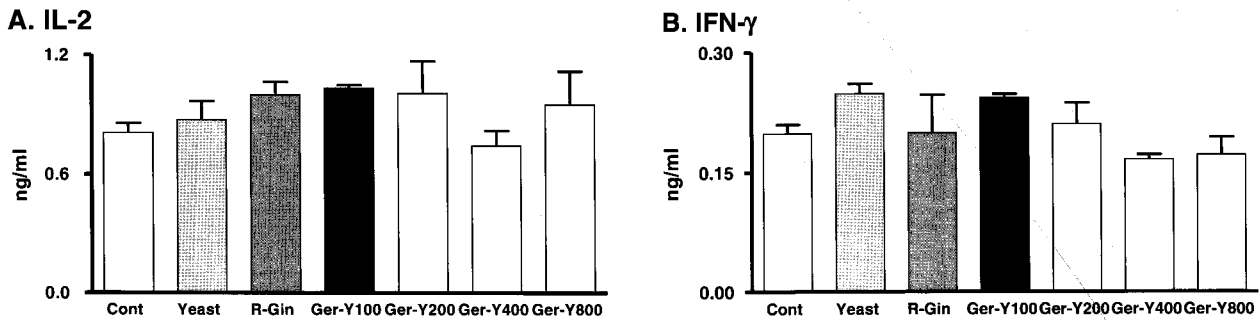 A. IL-2
1.2
0.6
0.0
ng/ml
Cont Yeast R-Gin Ger-Y100 Ger-Y200 Ger-Y400 Ger-Y800
B. IFN-γ
0.30
0.15
0.00
ng/ml
Cont Yeast R-Gin Ger-Y100 Ger-Y200 Ger-Y400 Ger-Y800